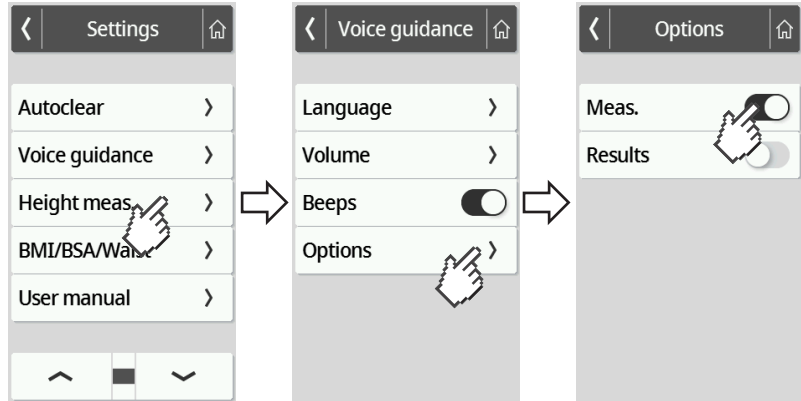 Settings
Autoclear
Voice guidance
Height meas.
BMI/BSA/Waist
User manual
Voice guidance
Language
Volume
Beeps
Options
Options
Meas.
Results